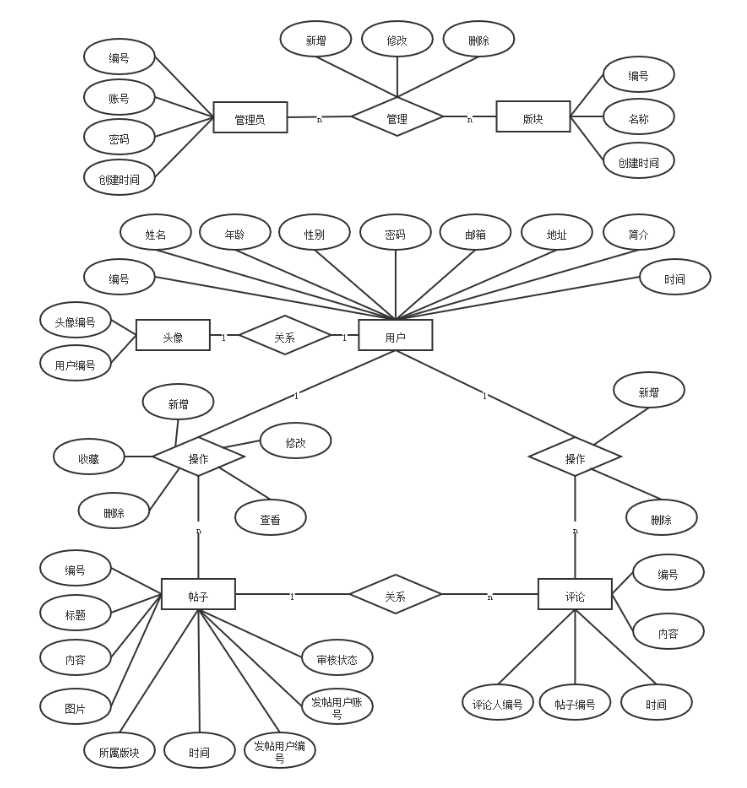 新增
修改
删除
编号
账号
密码
创建时间
管理员
n
管理
n
版块
编号
名称
创建时间
姓名
年龄
性别
密码
邮箱
地址
简介
编号
时间
头像编号
用户编号
头像
1
关系
1
用户
1
1
新增
修改
收藏
操作
删除
查看
n
新增
操作
删除
n
编号
标题
内容
图片
帖子
1
关系
n
评论
编号
内容
审核状态
发帖用户账
号
所属版块
时间
发帖用户编
号
评论人编号
帖子编号
时间